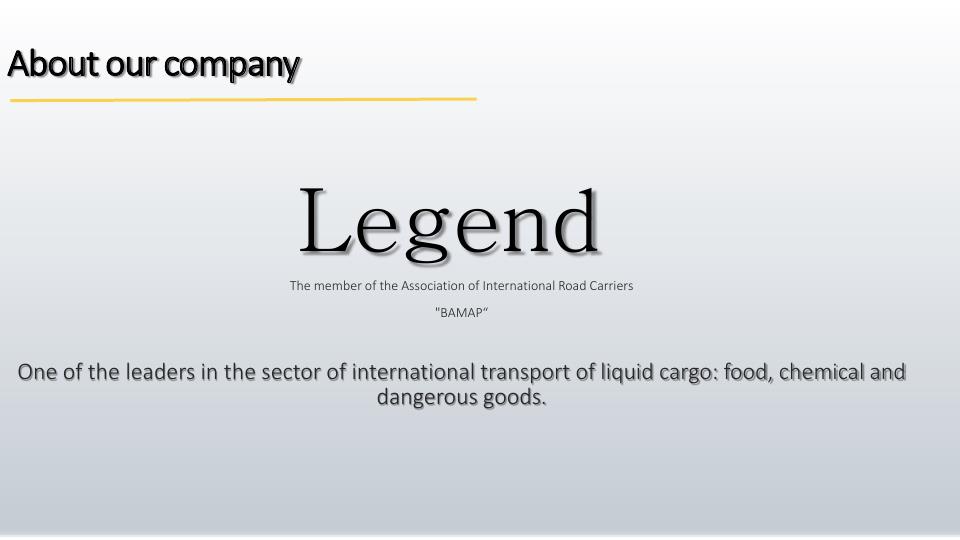 About our company
Legend
The member of the Association of International Road Carriers
"BAMAP“
One of the leaders in the sector of international transport of liquid cargo: food, chemical and
dangerous goods.